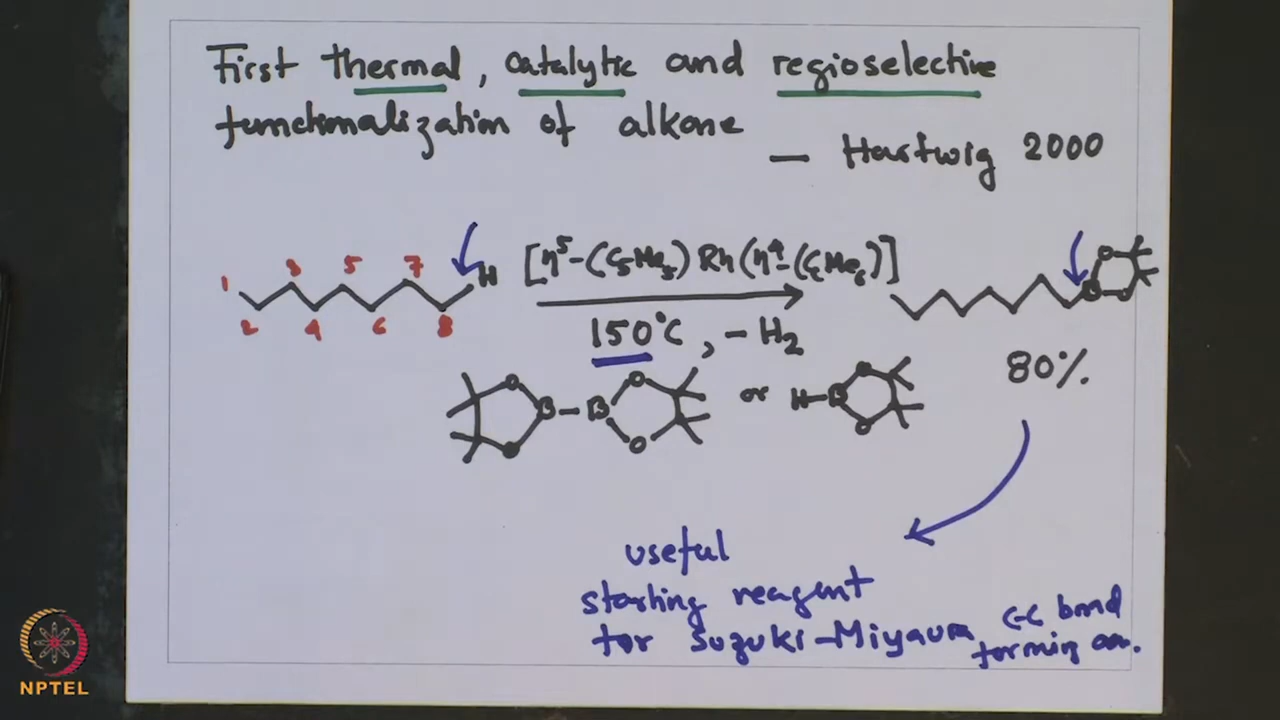 First thermal, catalytic and regioselective
functionalization of alkane
— Hartwig 2000
1 2 3 4 5 6 7 8
H
[η⁵-(C₅Me₅) Rh(η⁴-(C₆Me₆)]
150°C, -H₂
O O B
O O B-B O O or H-B O O
80%
useful
starting reagent
for Suzuki-Miyaura C-C bond
forming
NPTEL